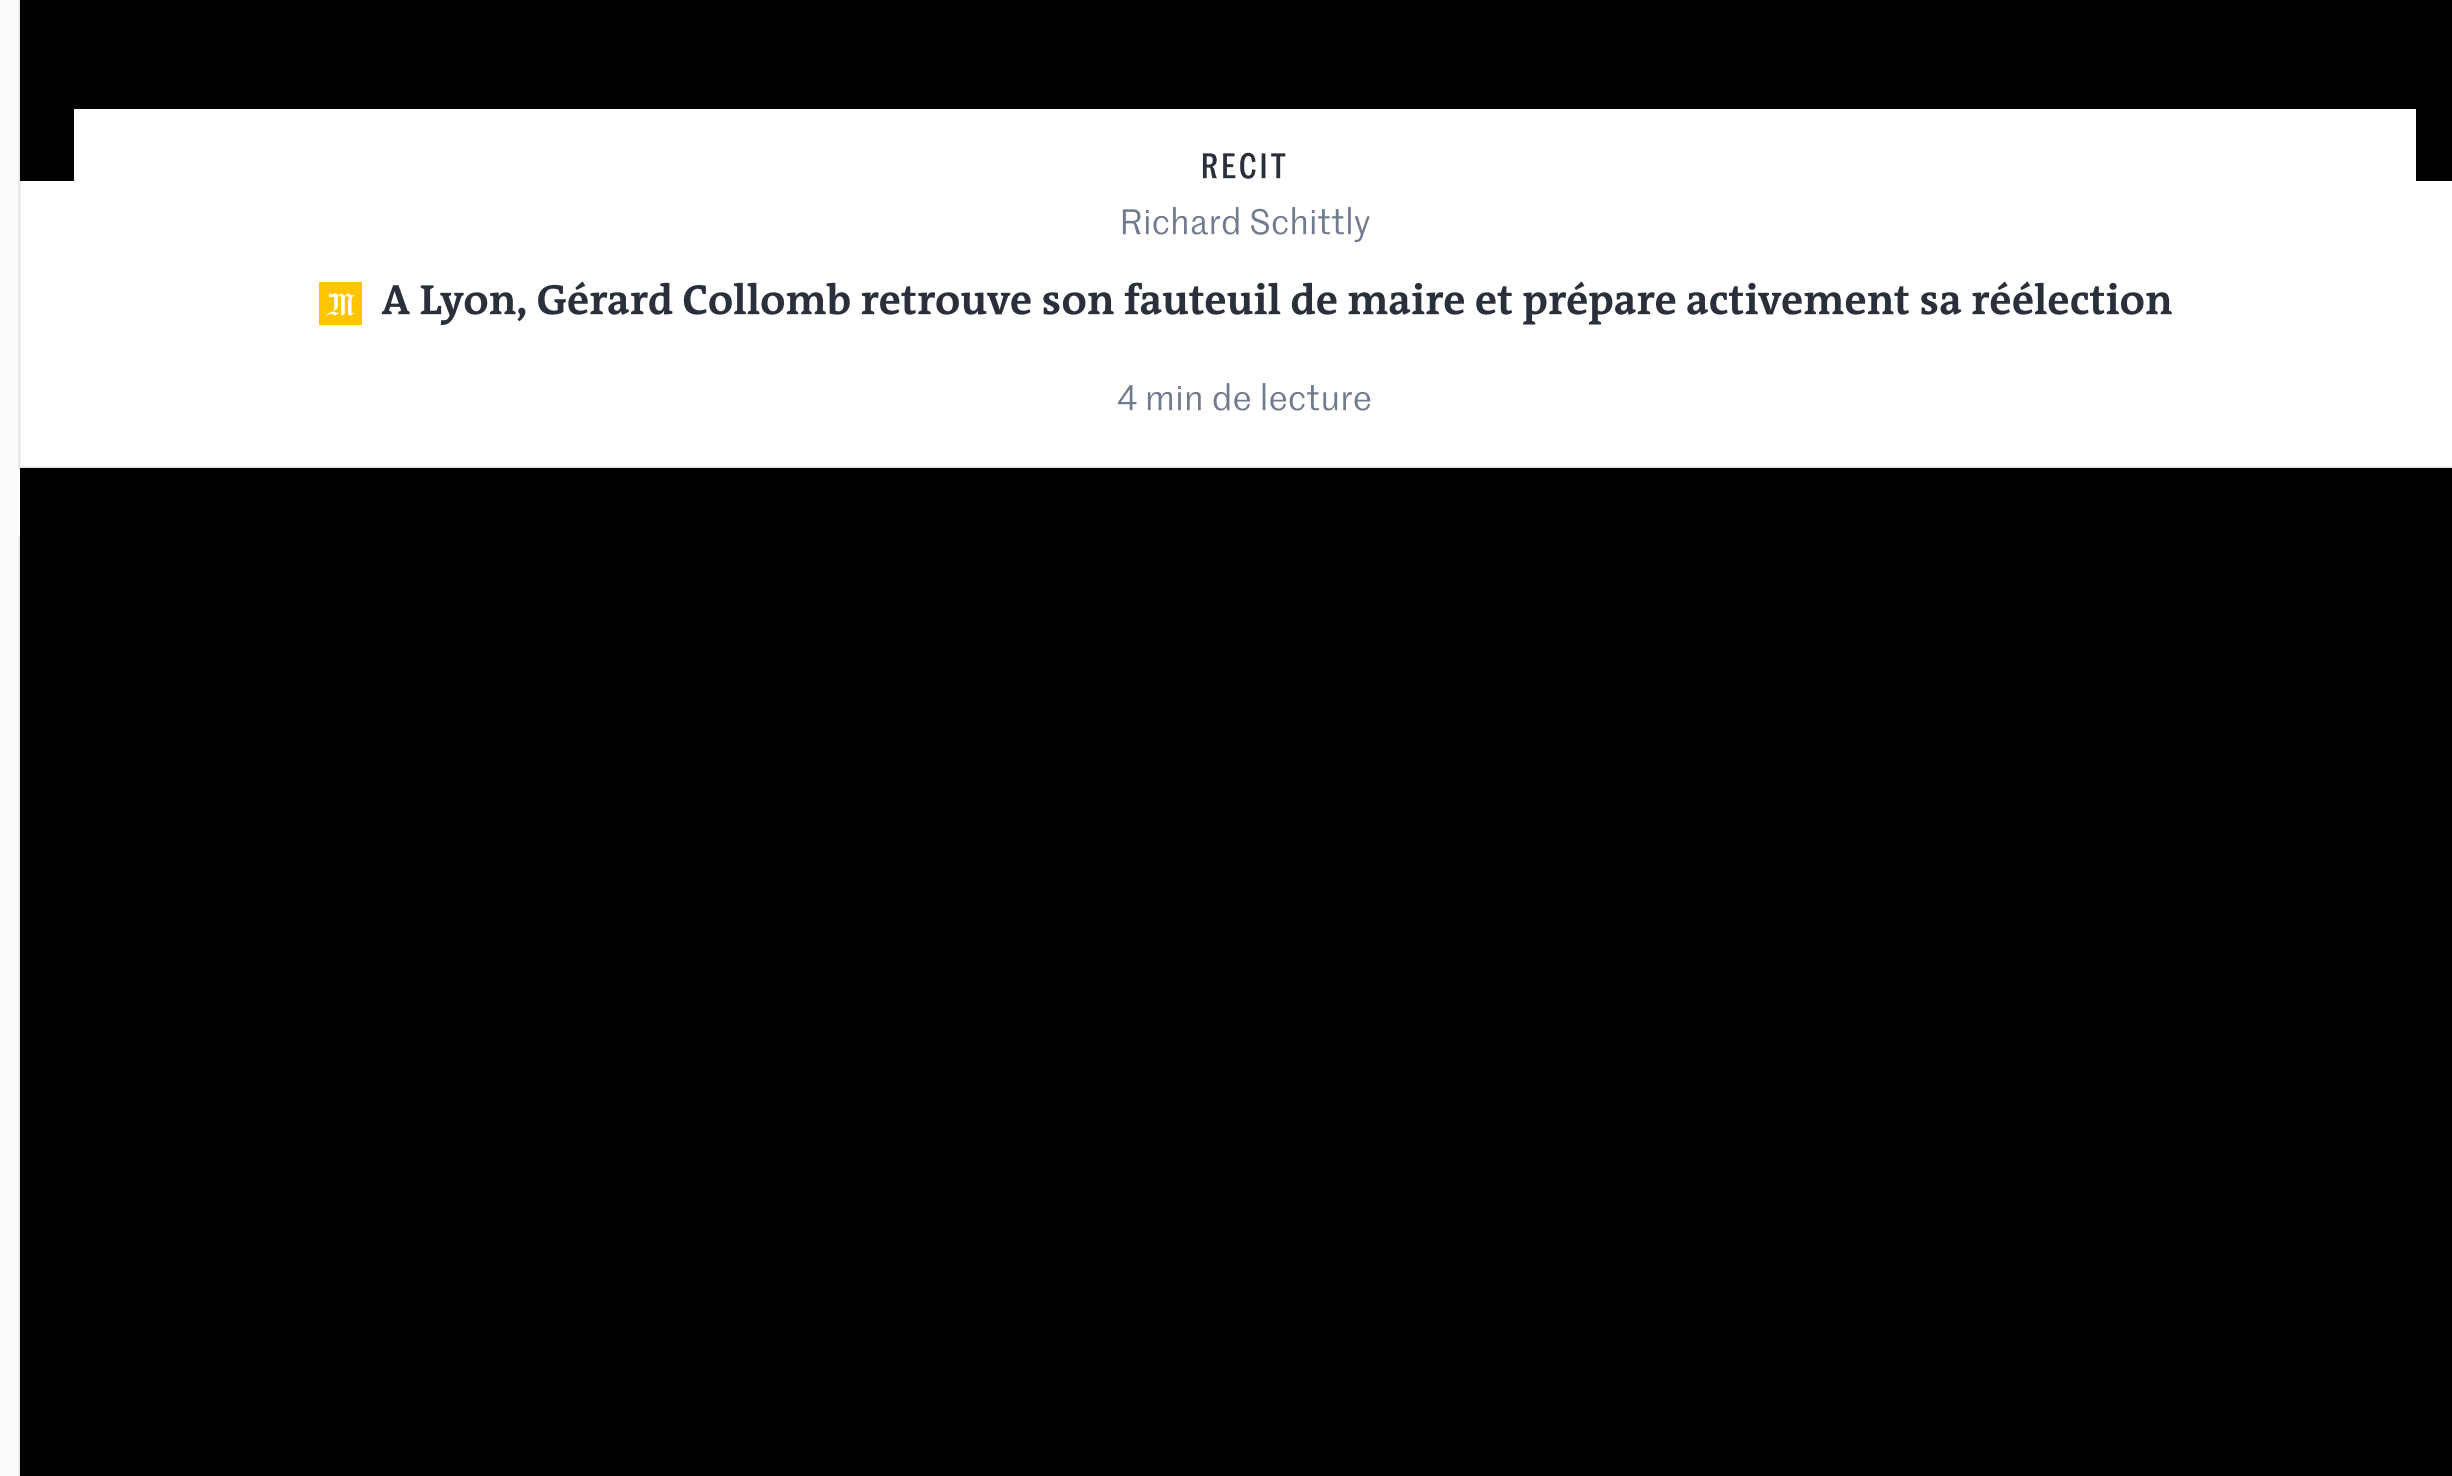 RECIT
Richard Schittly
A Lyon, Gérard Collomb retrouve son fauteuil de maire et prépare activement sa réélection
4 min de lecture